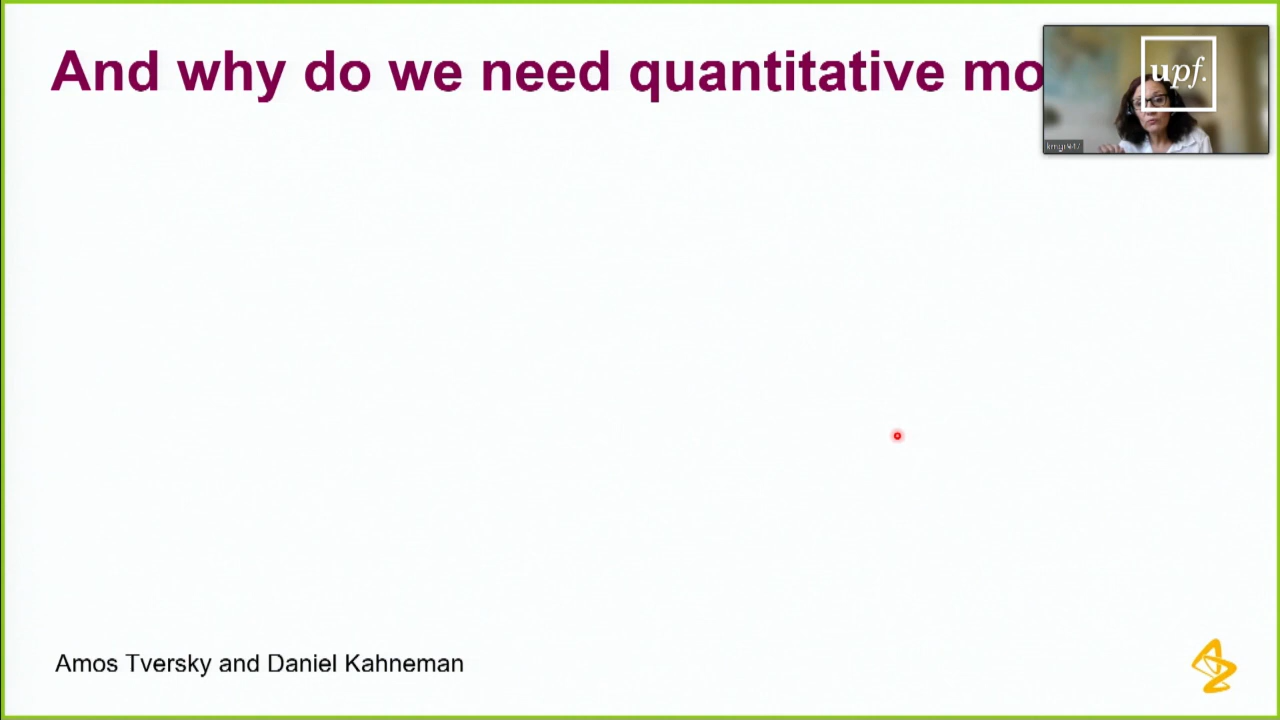 And why do we need quantitative mo
upf.
Amos Tversky and Daniel Kahneman